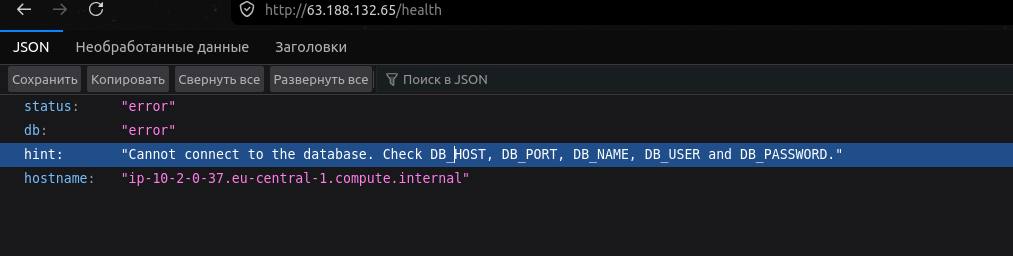 http://63.188.132.65/health
JSON Необработанные данные Заголовки
Сохранить Копировать Свернуть все Развернуть все Поиск в JSON
status: "error"
db: "error"
hint: "Cannot connect to the database. Check DB_HOST, DB_PORT, DB_NAME, DB_USER and DB_PASSWORD."
hostname: "ip-10-2-0-37.eu-central-1.compute.internal"